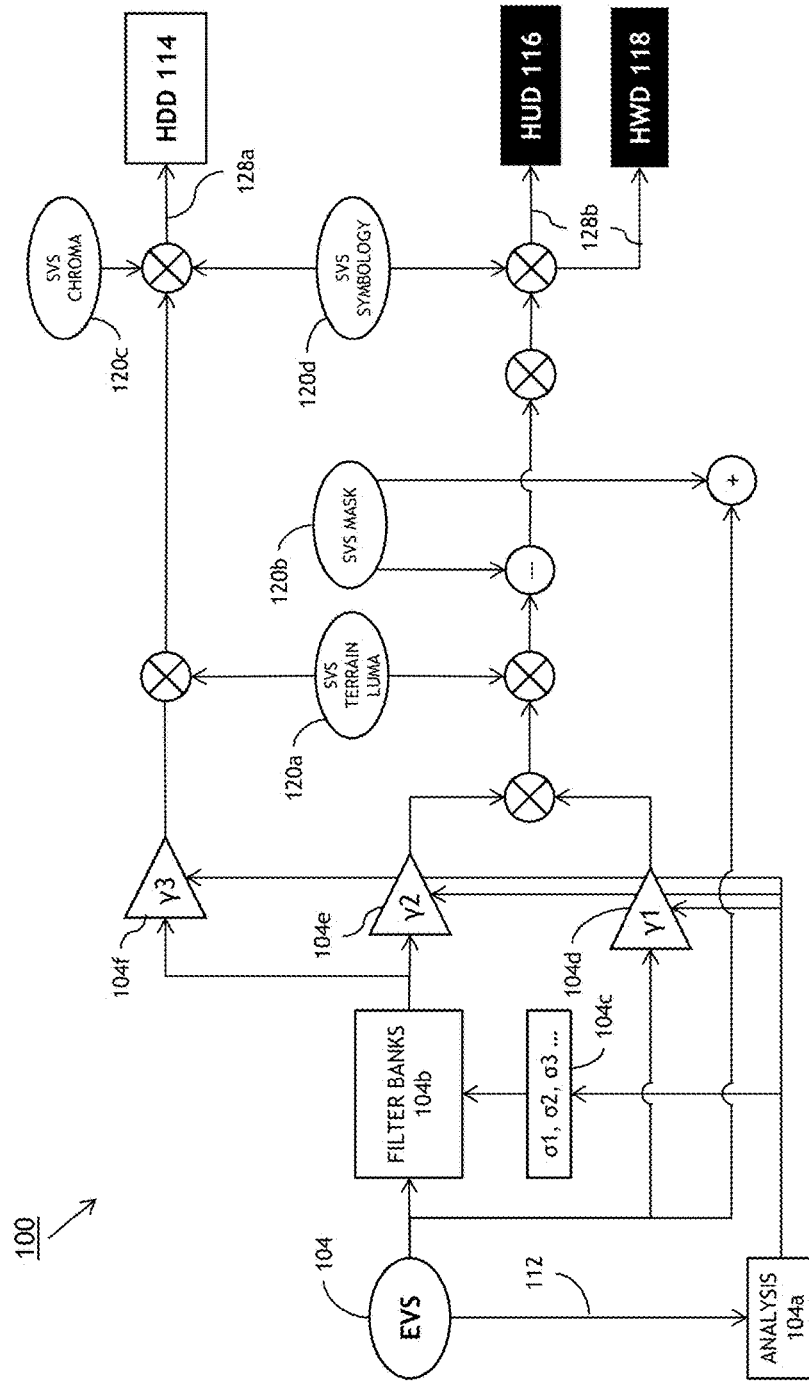 100
EVS
104
112
ANALYSIS
104a
FILTER BANKS
104b
σ1, σ2, σ3 ...
104c
γ3
104f
γ2
104e
γ1
104d
SVS
TERRAIN
LUMA
120a
SVS MASK
120b
−
+
SVS
CHROMA
120c
SVS
SYMBOLOGY
120d
128a
128b
HDD 114
HUD 116
HWD 118